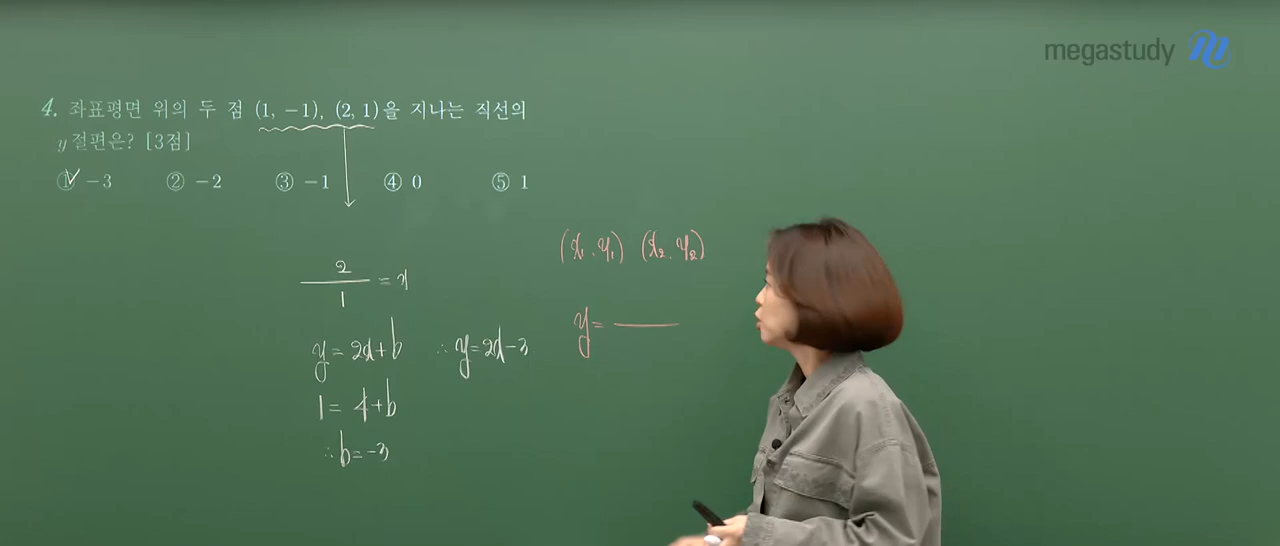 megastudy
4. 좌표평면 위의 두 점 (1, −1), (2, 1)을 지나는 직선의
y절편은? [3점]
① −3 ② −2 ③ −1 ④ 0 ⑤ 1
(x₁, y₁) (x₂, y₂)
2
1
y=
y=2x+b ∴ y=2x−3
1=4+b
∴ b=−3